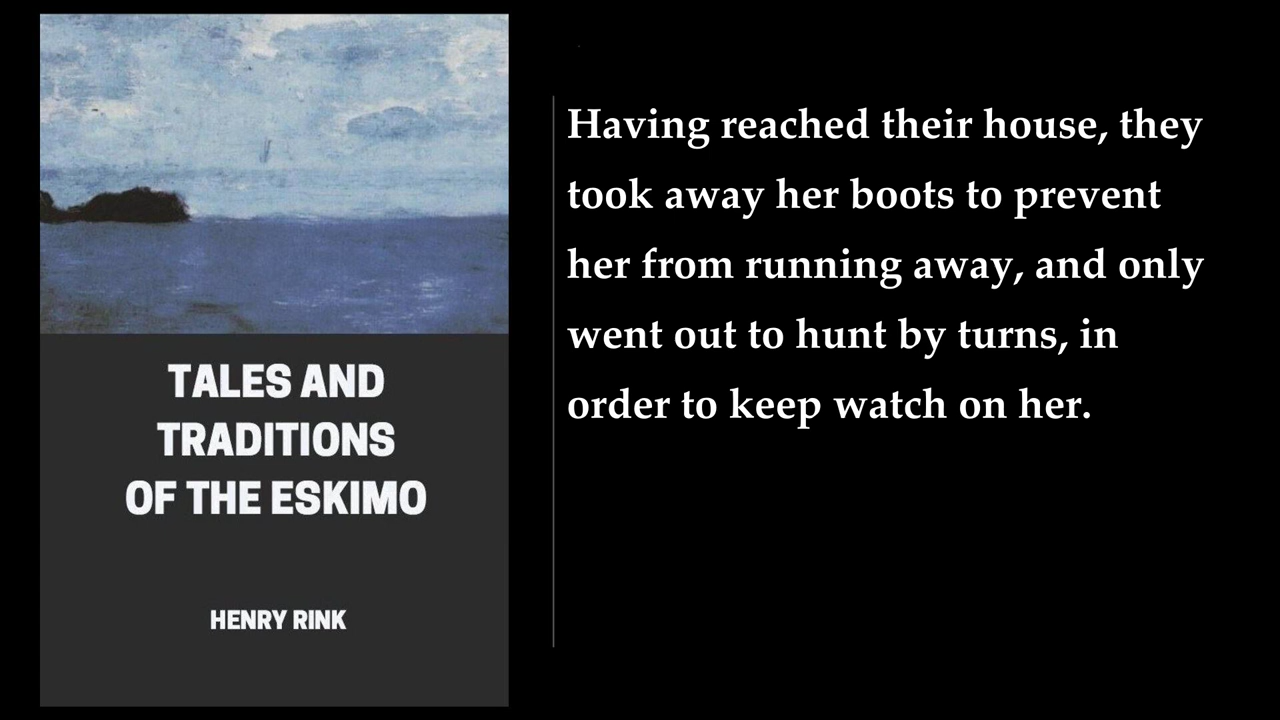 TALES AND
TRADITIONS
OF THE ESKIMO
HENRY RINK
Having reached their house, they
took away her boots to prevent
her from running away, and only
went out to hunt by turns, in
order to keep watch on her.